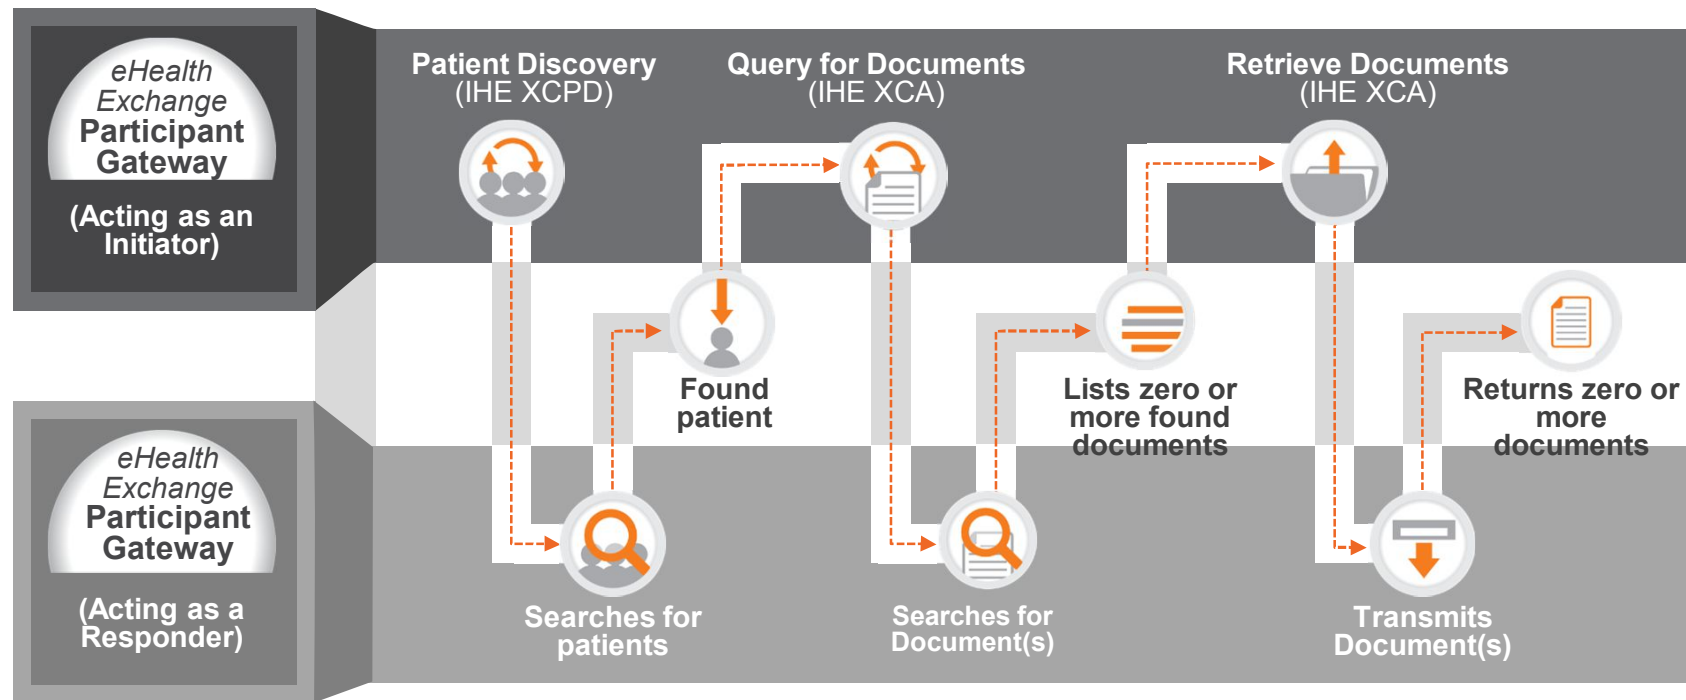 eHealth
Exchange
Participant
Gateway
(Acting as an
Initiator)
Patient Discovery
(IHE XCPD)
Query for Documents
(IHE XCA)
Retrieve Documents
(IHE XCA)
Found
patient
Lists zero or
more found
documents
Returns zero or
more
documents
eHealth
Exchange
Participant
Gateway
(Acting as a
Responder)
Searches for
patients
Searches for
Document(s)
Transmits
Document(s)